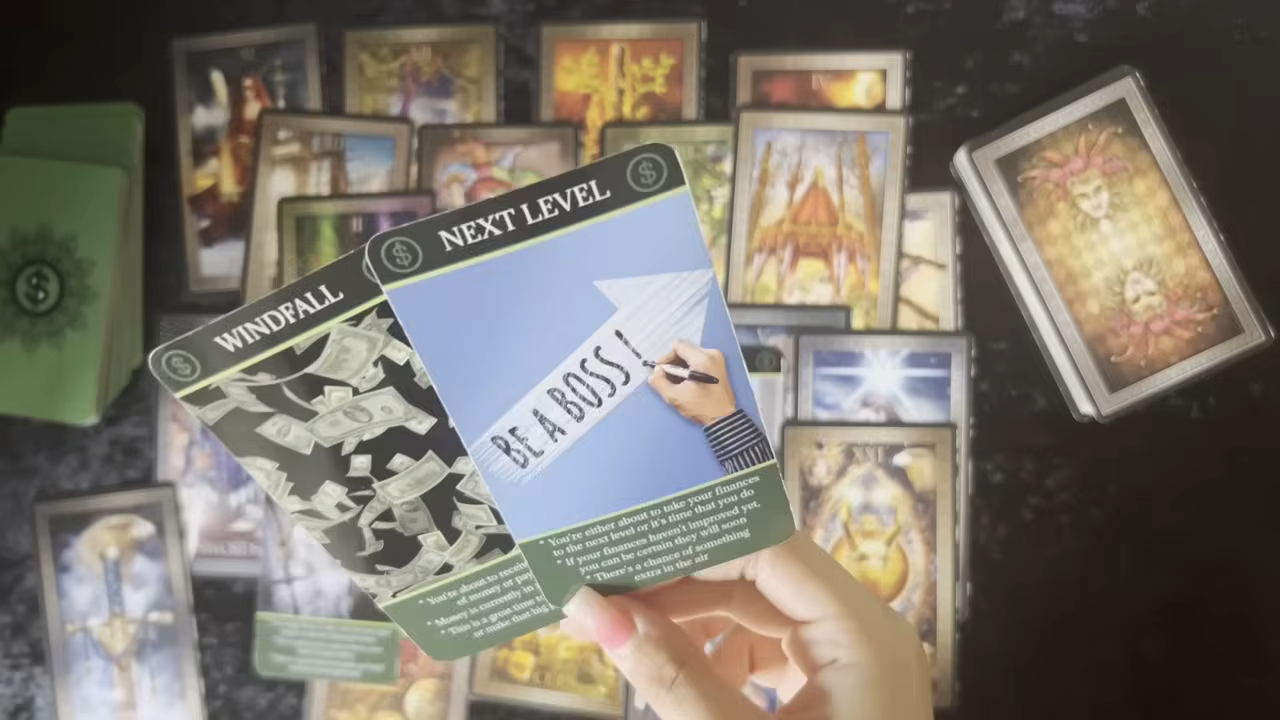 WINDFALL
$
* You're about to receiv
of money or pay
* Money is currently in
* This is a great time to
or make that big
$
NEXT LEVEL
$
BE A BOSS!
* You're either about to take your finances
to the next level or it's time that you do
* If your finances haven't improved yet,
you can be certain they will soon
* There's a chance of something
extra in the air
$
XVI